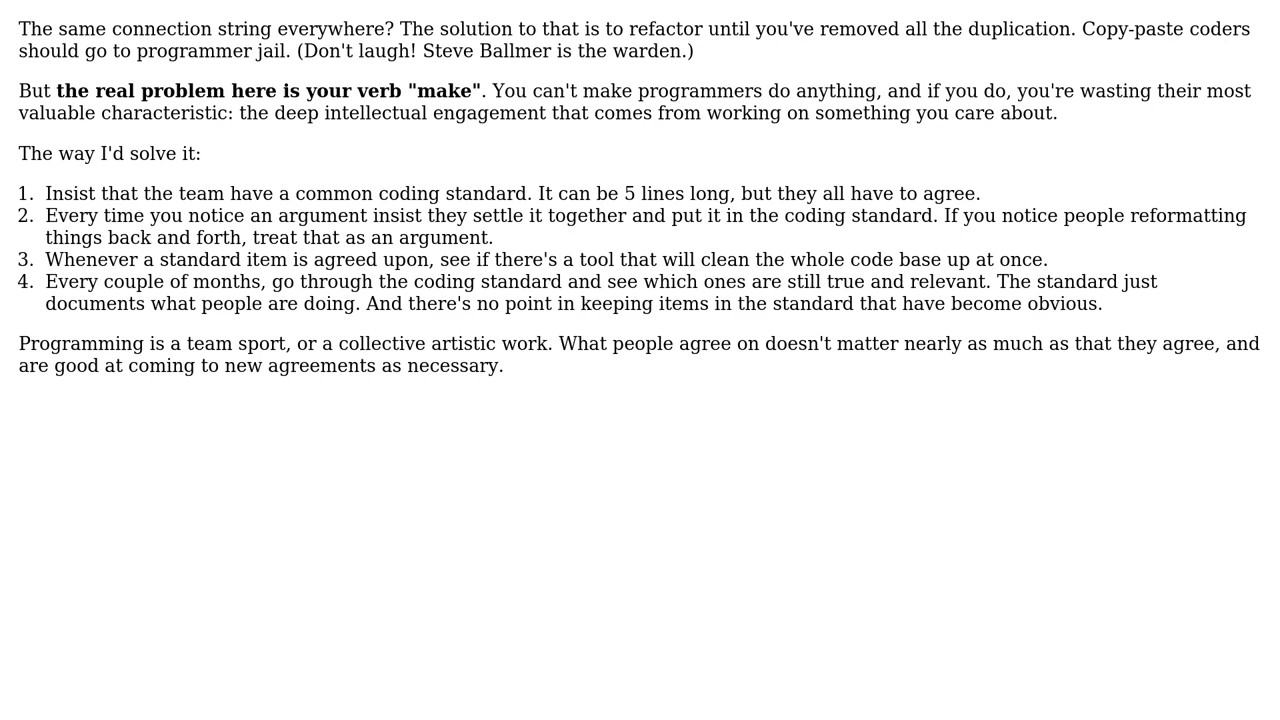 The same connection string everywhere? The solution to that is to refactor until you've removed all the duplication. Copy-paste coders
should go to programmer jail. (Don't laugh! Steve Ballmer is the warden.)
But the real problem here is your verb "make". You can't make programmers do anything, and if you do, you're wasting their most
valuable characteristic: the deep intellectual engagement that comes from working on something you care about.
The way I'd solve it:
1. Insist that the team have a common coding standard. It can be 5 lines long, but they all have to agree.
2. Every time you notice an argument insist they settle it together and put it in the coding standard. If you notice people reformatting
things back and forth, treat that as an argument.
3. Whenever a standard item is agreed upon, see if there's a tool that will clean the whole code base up at once.
4. Every couple of months, go through the coding standard and see which ones are still true and relevant. The standard just
documents what people are doing. And there's no point in keeping items in the standard that have become obvious.
Programming is a team sport, or a collective artistic work. What people agree on doesn't matter nearly as much as that they agree, and
are good at coming to new agreements as necessary.